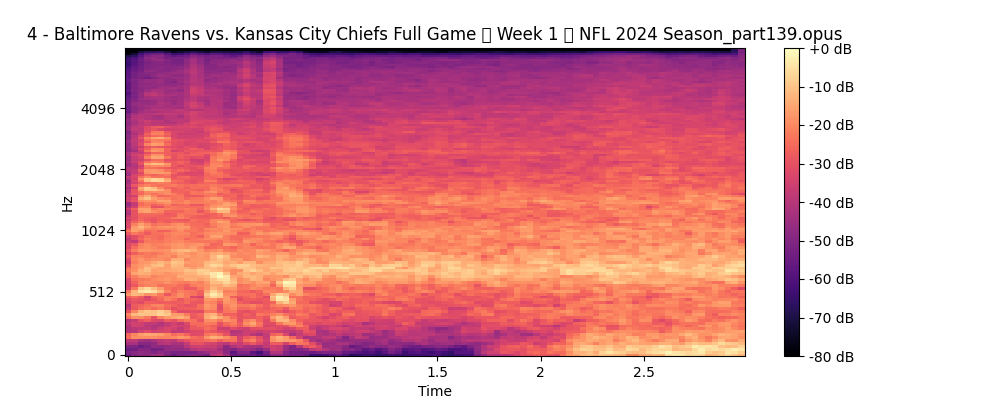 4 - Baltimore Ravens vs. Kansas City Chiefs Full Game ▯ Week 1 ▯ NFL 2024 Season_part139.opus
+0 dB
-10 dB
-20 dB
-30 dB
-40 dB
-50 dB
-60 dB
-70 dB
-80 dB
4096
2048
1024
512
0
Hz
0
0.5
1
1.5
2
2.5
Time